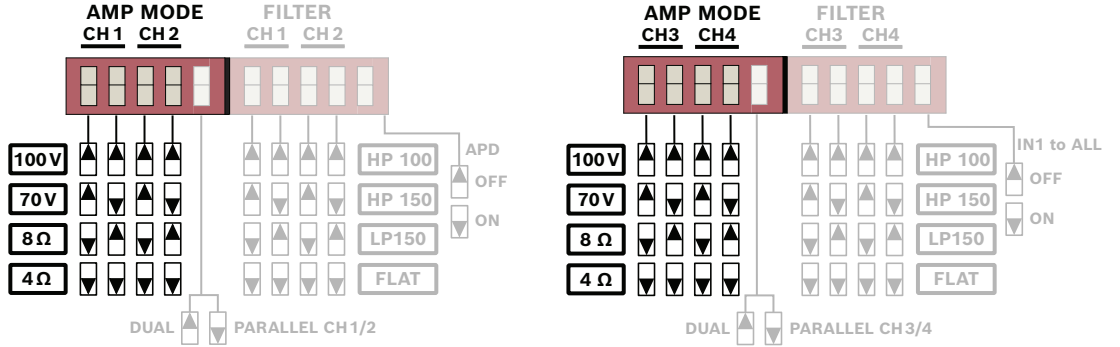 AMP MODE FILTER AMP MODE FILTER
CH 1 CH 2 CH 1 CH 2 CH3 CH4 CH3 CH4
100 V HP 100 APD 100 V HP 100 IN1 to ALL
OFF OFF
70 V HP 150 70 V HP 150
ON ON
8 Ω LP150 8 Ω LP150
4 Ω FLAT 4 Ω FLAT
DUAL PARALLEL CH 1/2 DUAL PARALLEL CH 3/4